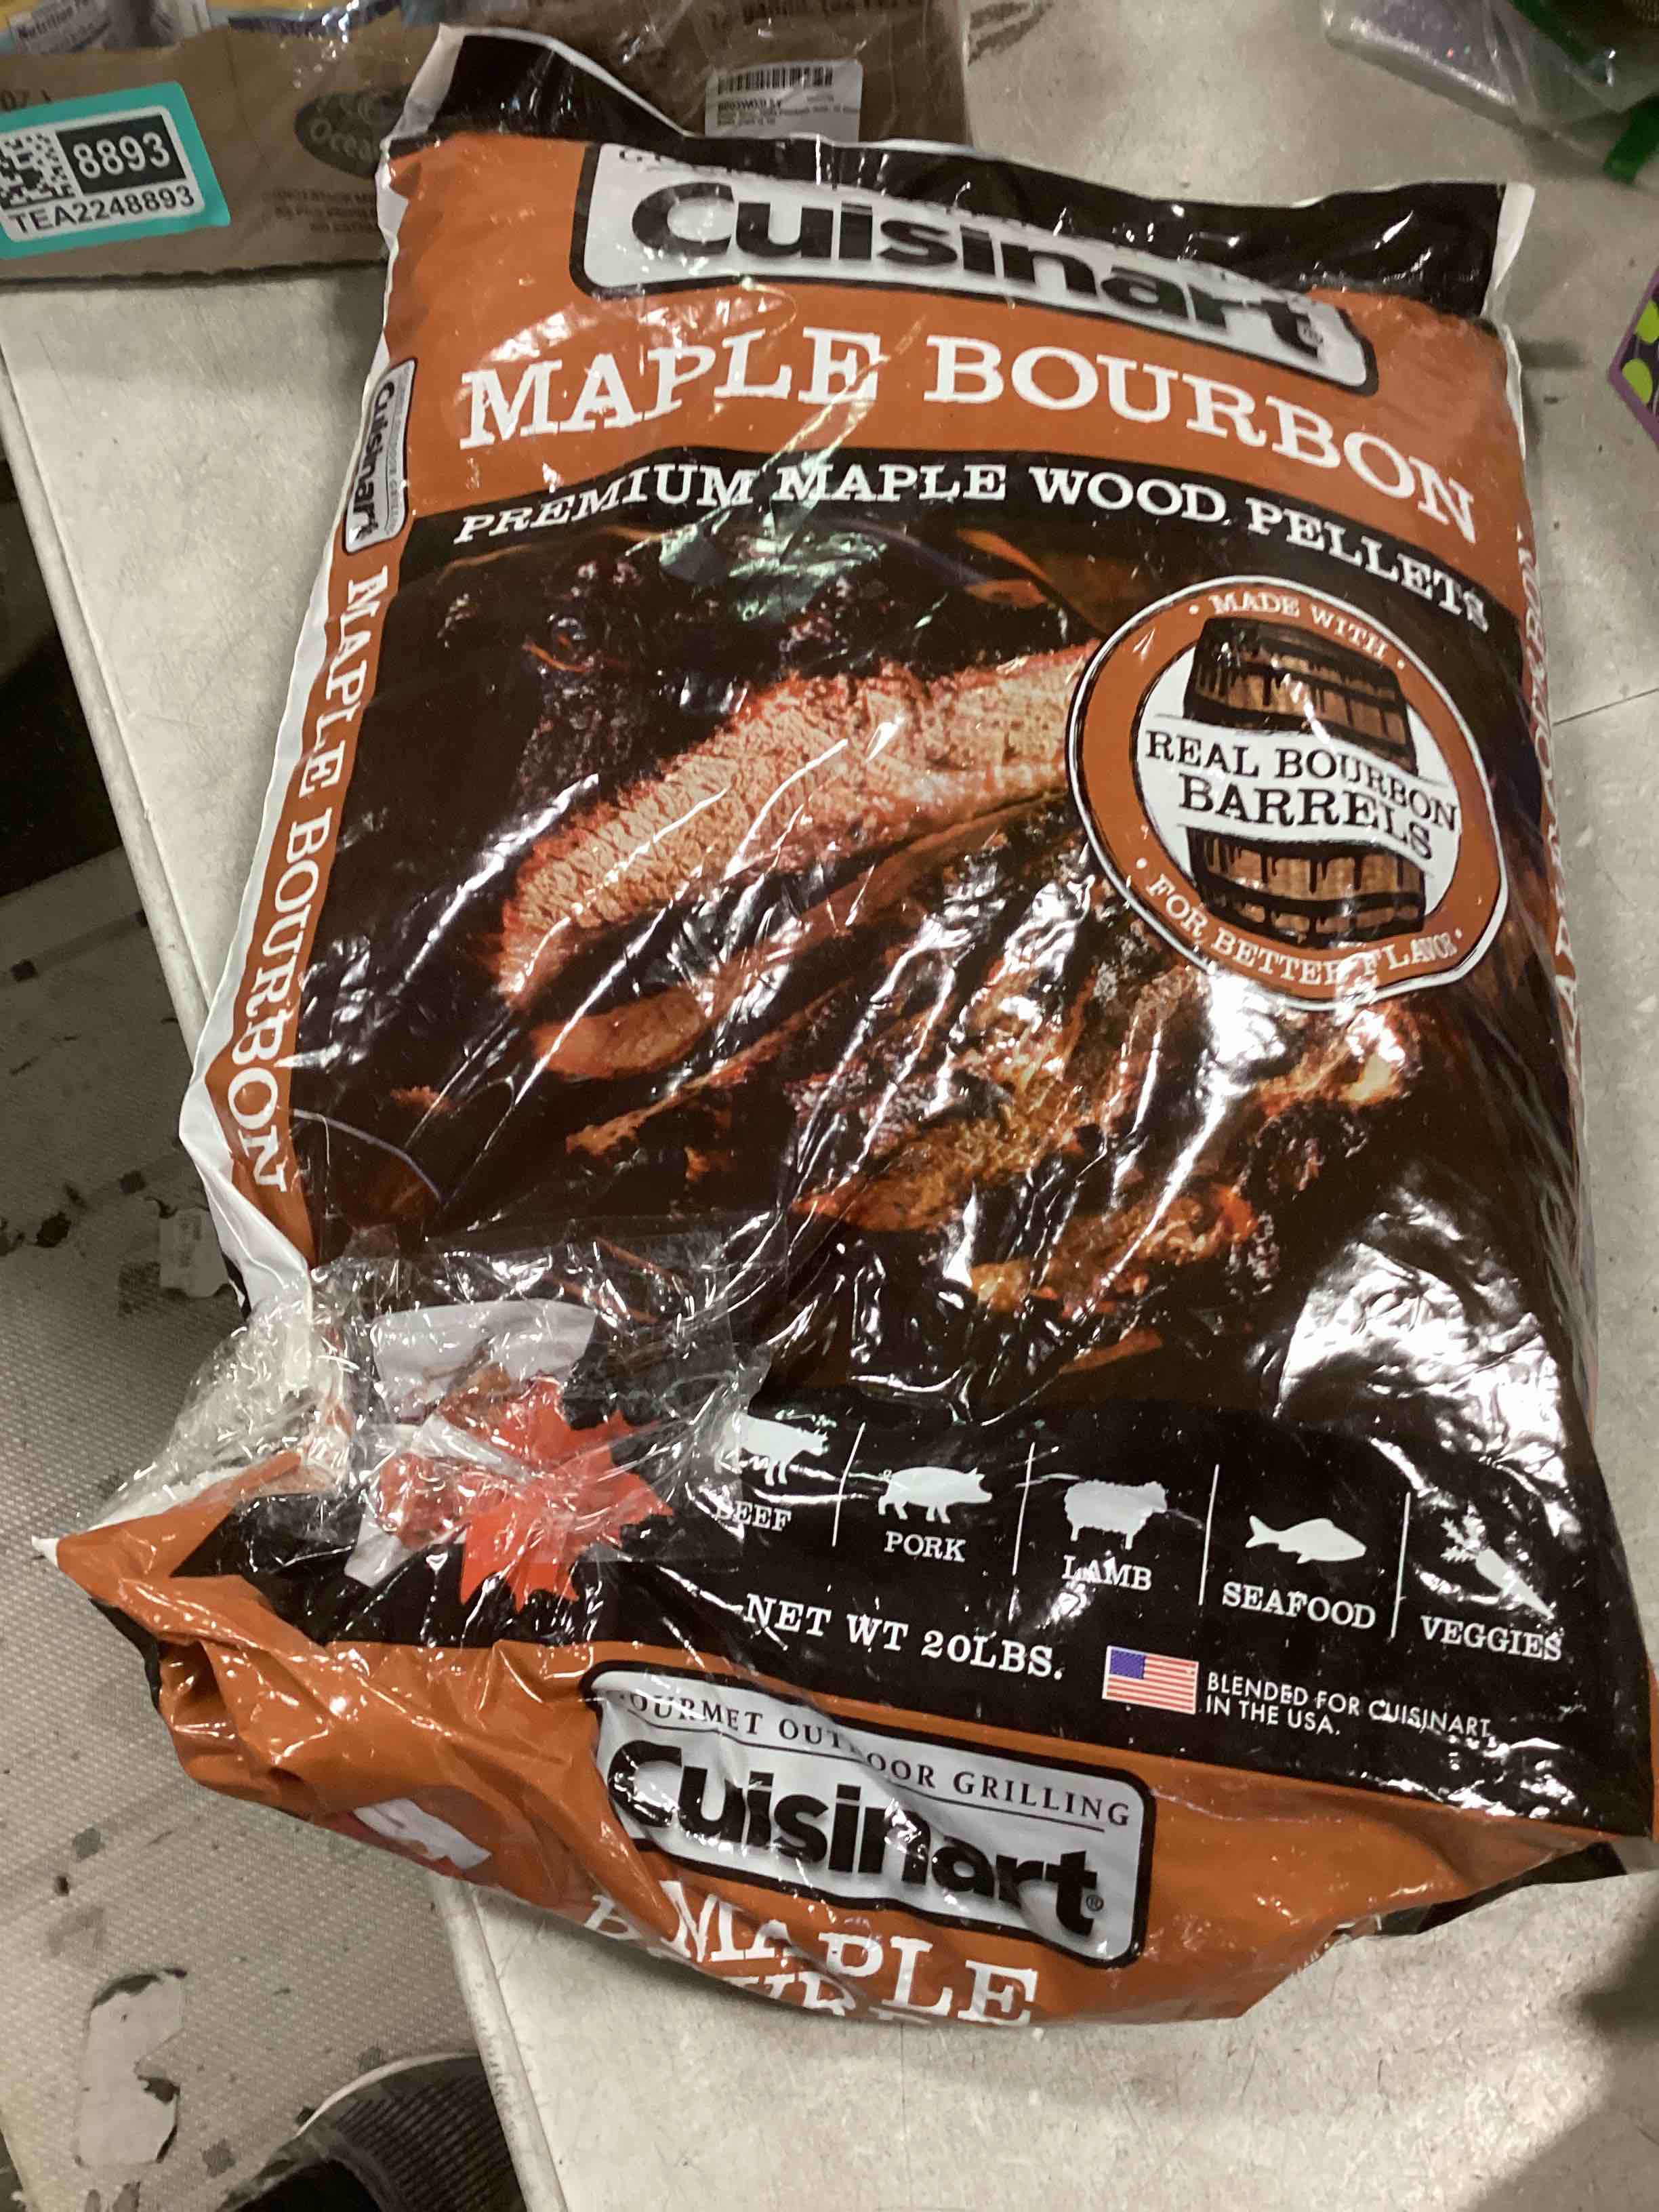 Nutrition
8893
TEA2248893
Cuisinart
MAPLE BOURBON
PREMIUM MAPLE WOOD PELLETS
• MADE WITH •
REAL BOURBON
BARRELS
• FOR BETTER FLAVOR •
Cuisinart
MAPLE BOURBON
BEEF
PORK
LAMB
SEAFOOD
VEGGIES
NET WT 20LBS.
BLENDED FOR CUISINART
IN THE USA.
GOURMET OUTDOOR GRILLING
Cuisinart®
MAPLE